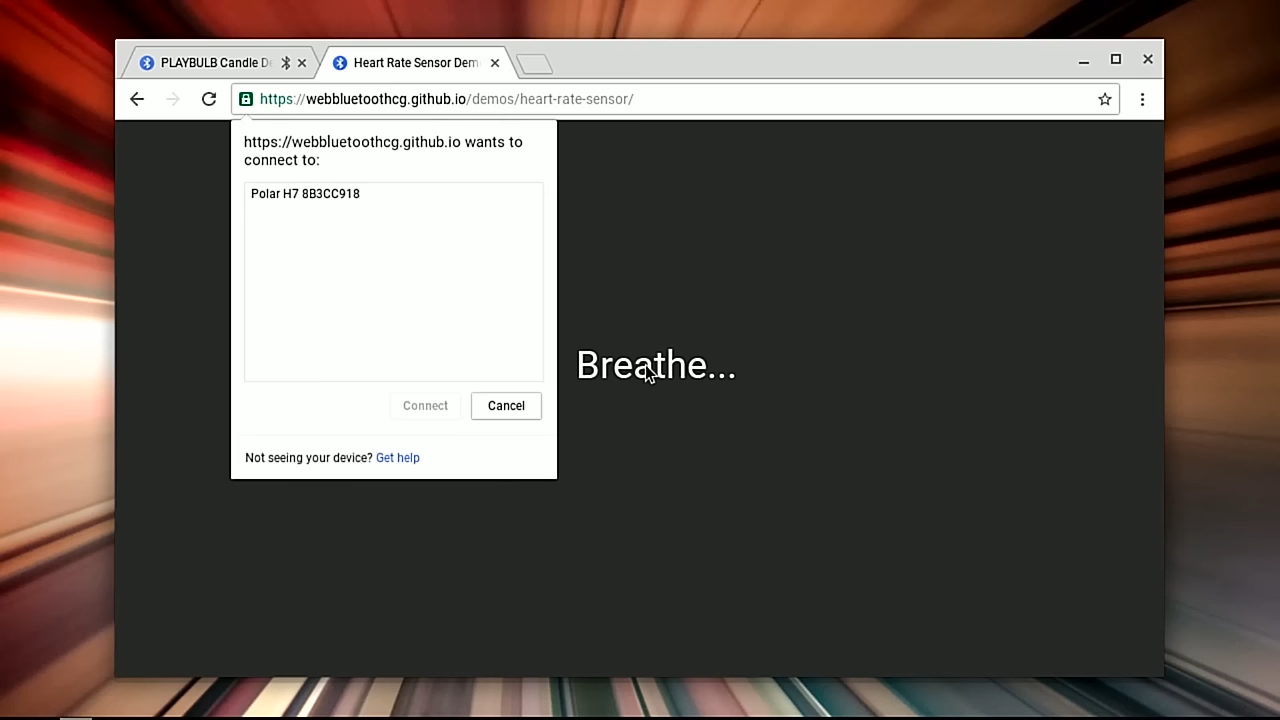 PLAYBULB Candle De
Heart Rate Sensor Dem
https://webbluetoothcg.github.io/demos/heart-rate-sensor/
https://webbluetoothcg.github.io wants to
connect to:
Polar H7 8B3CC918
Breathe...
Connect
Cancel
Not seeing your device? Get help